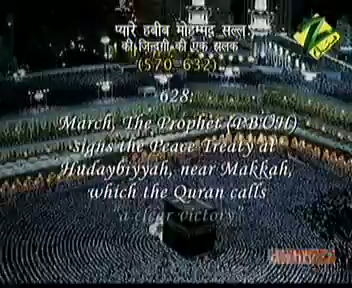 प्यारे हबीब मोहम्मद सल्ल
की ज़िन्दगी की एक झलक
(570-632)
628:
March, The Prophet (PBUH)
signs the Peace Treaty at
Hudaybiyyah, near Makkah,
which the Quran calls
"a clear victory"